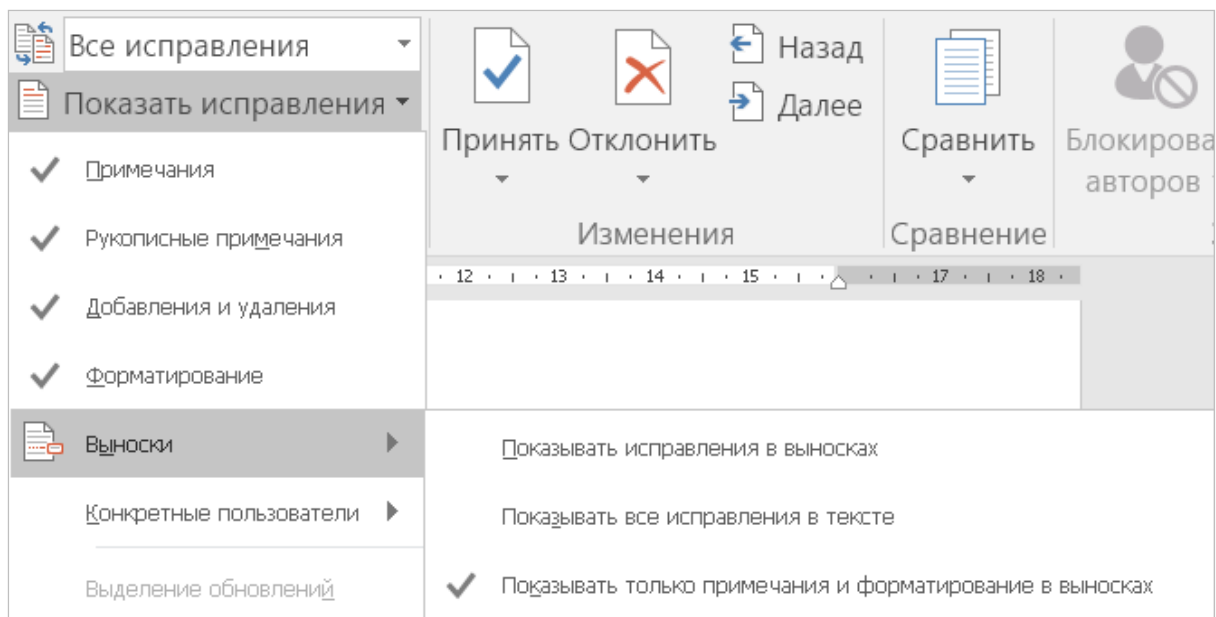 Все исправления
Показать исправления
Примечания
Рукописные примечания
Добавления и удаления
Форматирование
Выноски
Конкретные пользователи
Выделение обновлений
Принять Отклонить
Назад
Далее
Изменения
Сравнить
Сравнение
Блокирова
авторов
12 13 14 15 17 18
Показывать исправления в выносках
Показывать все исправления в тексте
Показывать только примечания и форматирование в выносках